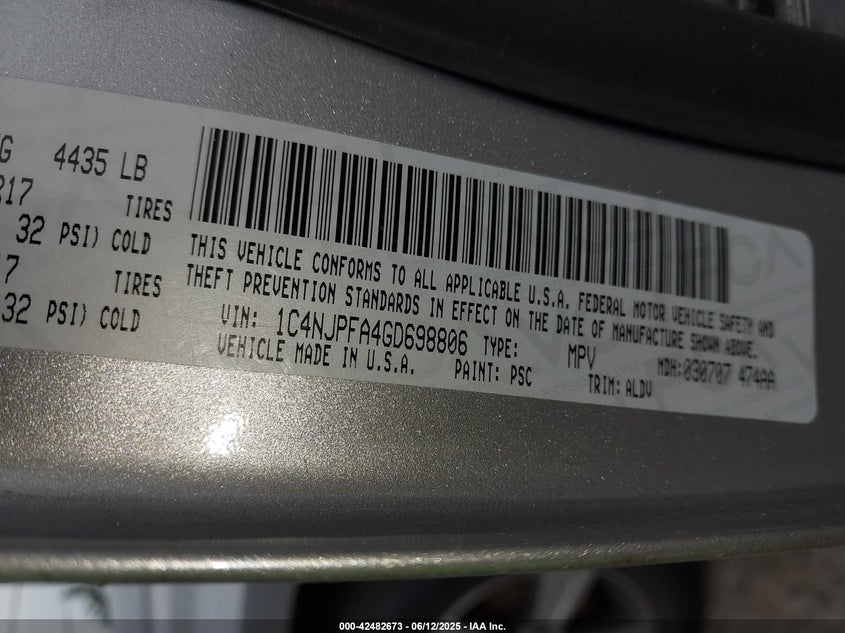 G 4435 LB
R17 TIRES
32 PSI) COLD
7 TIRES
32 PSI) COLD
THIS VEHICLE CONFORMS TO ALL APPLICABLE U.S.A. FEDERAL MOTOR VEHICLE SAFETY AND
THEFT PREVENTION STANDARDS IN EFFECT ON THE DATE OF MANUFACTURE SHOWN ABOVE.
VIN: 1C4NJPFA4GD698806 TYPE: MPV MDH:030707 474AA
VEHICLE MADE IN U.S.A. PAINT: PSC TRIM: ALDV
000-42482673 - 06/12/2025 - IAA Inc.